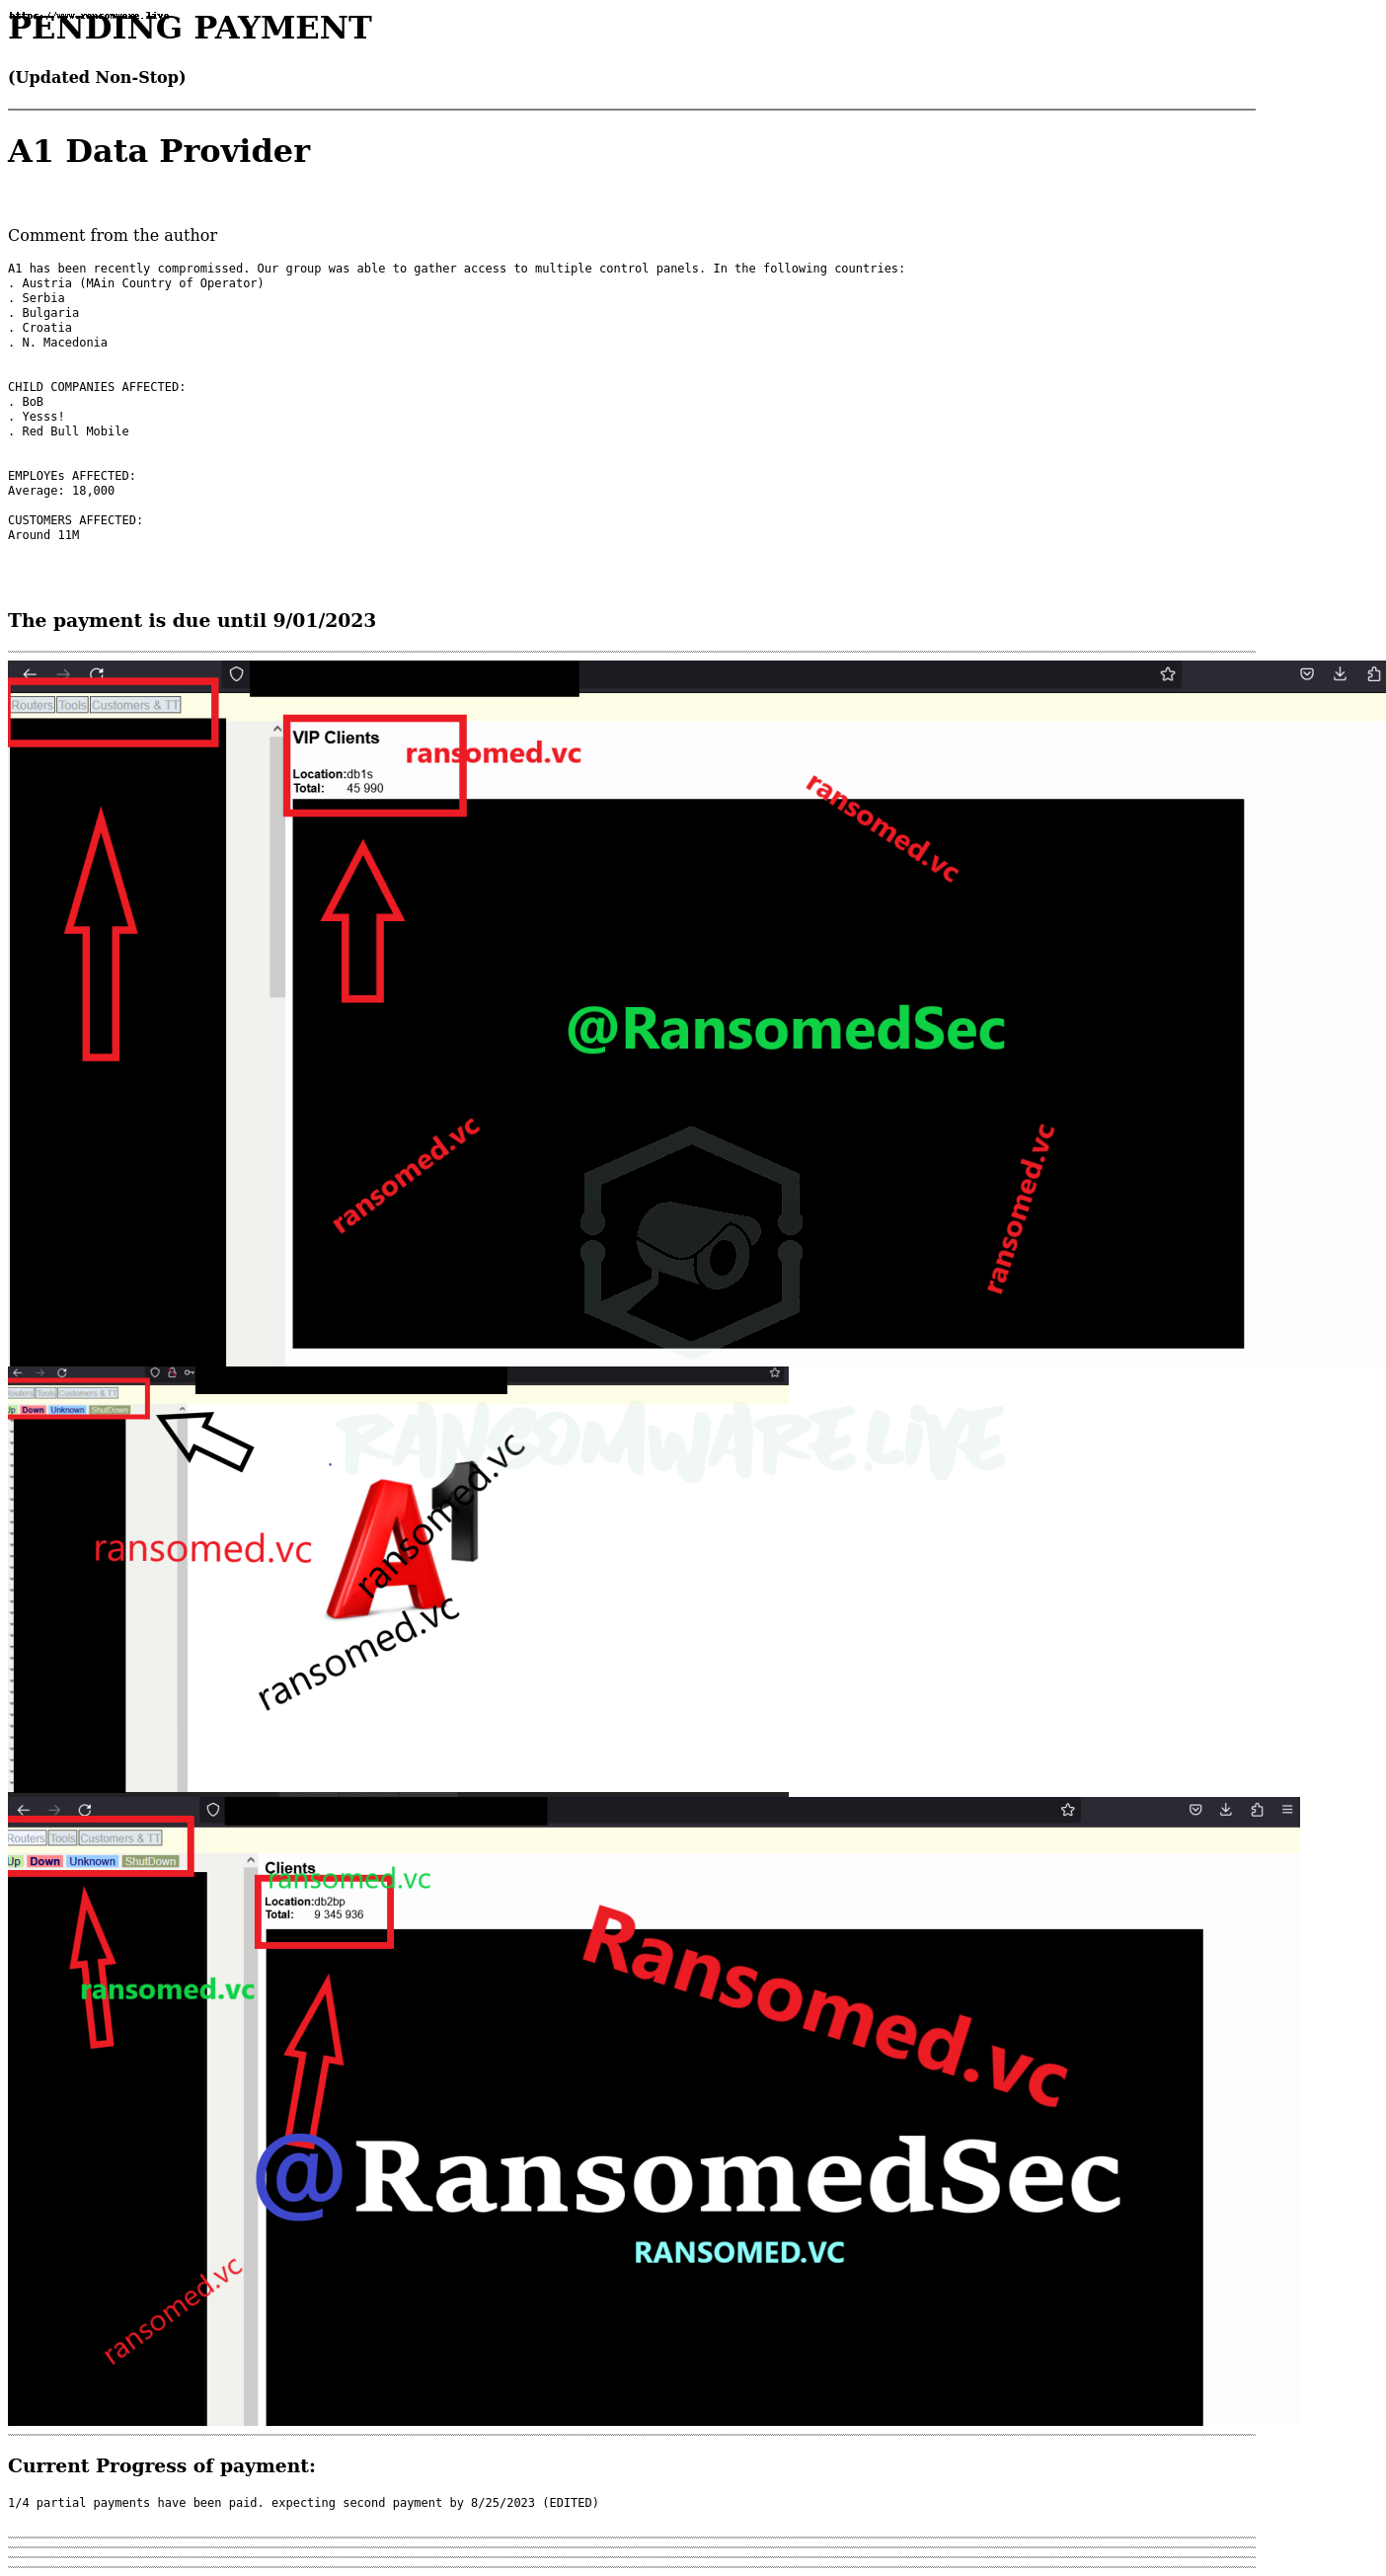 https://www.ransomware.live
PENDING PAYMENT
(Updated Non-Stop)
A1 Data Provider
Comment from the author
A1 has been recently compromissed. Our group was able to gather access to multiple control panels. In the following countries:
. Austria (MAin Country of Operator)
. Serbia
. Bulgaria
. Croatia
. N. Macedonia
CHILD COMPANIES AFFECTED:
. BoB
. Yesss!
. Red Bull Mobile
EMPLOYEs AFFECTED:
Average: 18,000
CUSTOMERS AFFECTED:
Around 11M
The payment is due until 9/01/2023
Routers Tools Customers & TT
VIP Clients
ransomed.vc
Location:db1s
Total: 45 990
ransomed.vc
@RansomedSec
ransomed.vc
ransomed.vc
Routers Tools Customers & TT
Up Down Unknown ShutDown
RANSOMWARE.LIVE
ransomed.vc
A1
ransomed.vc
ransomed.vc
Routers Tools Customers & TT
Up Down Unknown ShutDown
Clients
ransomed.vc
Location:db2bp
Total: 9 345 936
Ransomed.vc
ransomed.vc
@RansomedSec
RANSOMED.VC
ransomed.vc
Current Progress of payment:
1/4 partial payments have been paid. expecting second payment by 8/25/2023 (EDITED)